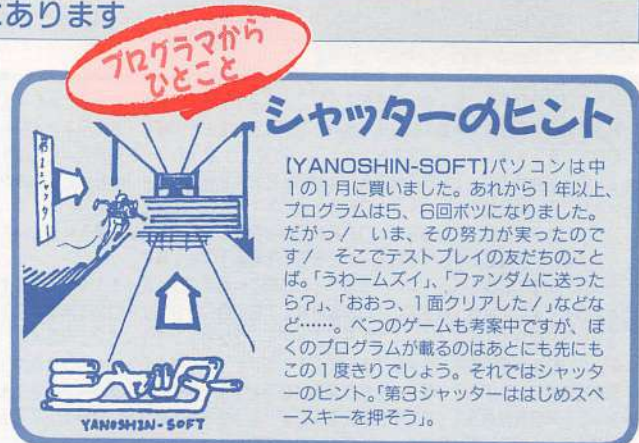 にあります
プログラマから
ひとこと
シャッターのヒント
第1シャッター
【YANOSHIN-SOFT】パソコンは中
1の1月に買いました。あれから1年以上、
プログラムは5、6回ボツになりました。
だがっ! いま、その努力が実ったので
す! そこでテストプレイの友だちのこと
ば。「うわームズイ」、「ファンダムに送った
ら?」、「おおっ、1面クリアした!」などな
ど……。べつのゲームも考案中ですが、ぼ
くのプログラムが載るのはあとにも先にも
この1度きりでしょう。それではシャッタ
ーのヒント。「第3シャッターははじめスペ
ースキーを押そう」。
YANOSHIN-SOFT